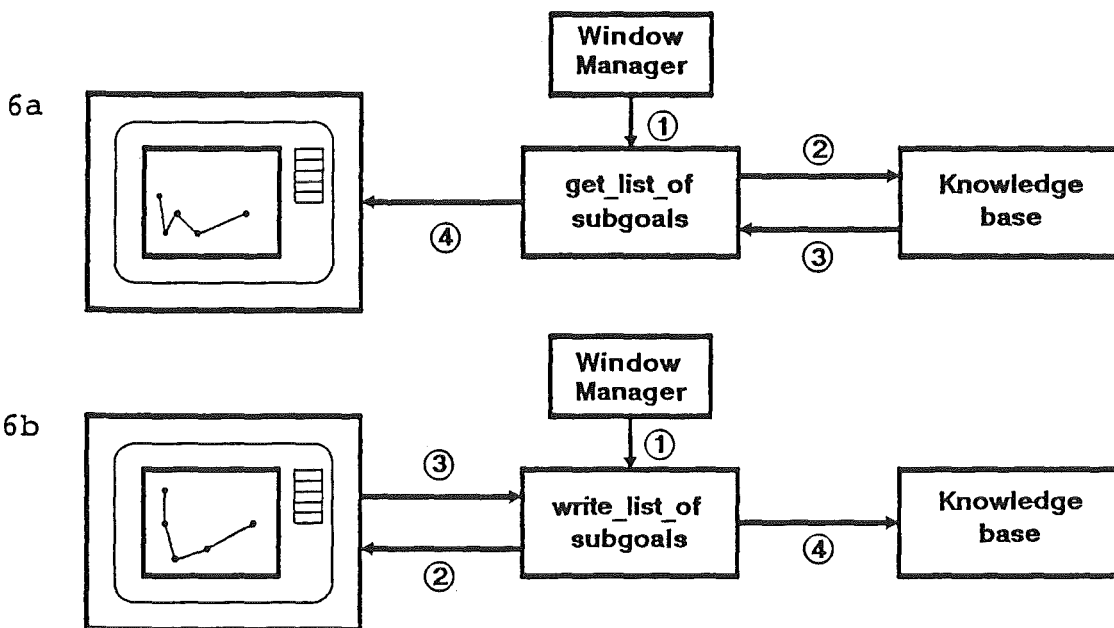 6a
Window
Manager
①
get_list_of
subgoals
②
Knowledge
base
③
④
6b
Window
Manager
①
③
write_list_of
subgoals
②
④
Knowledge
base